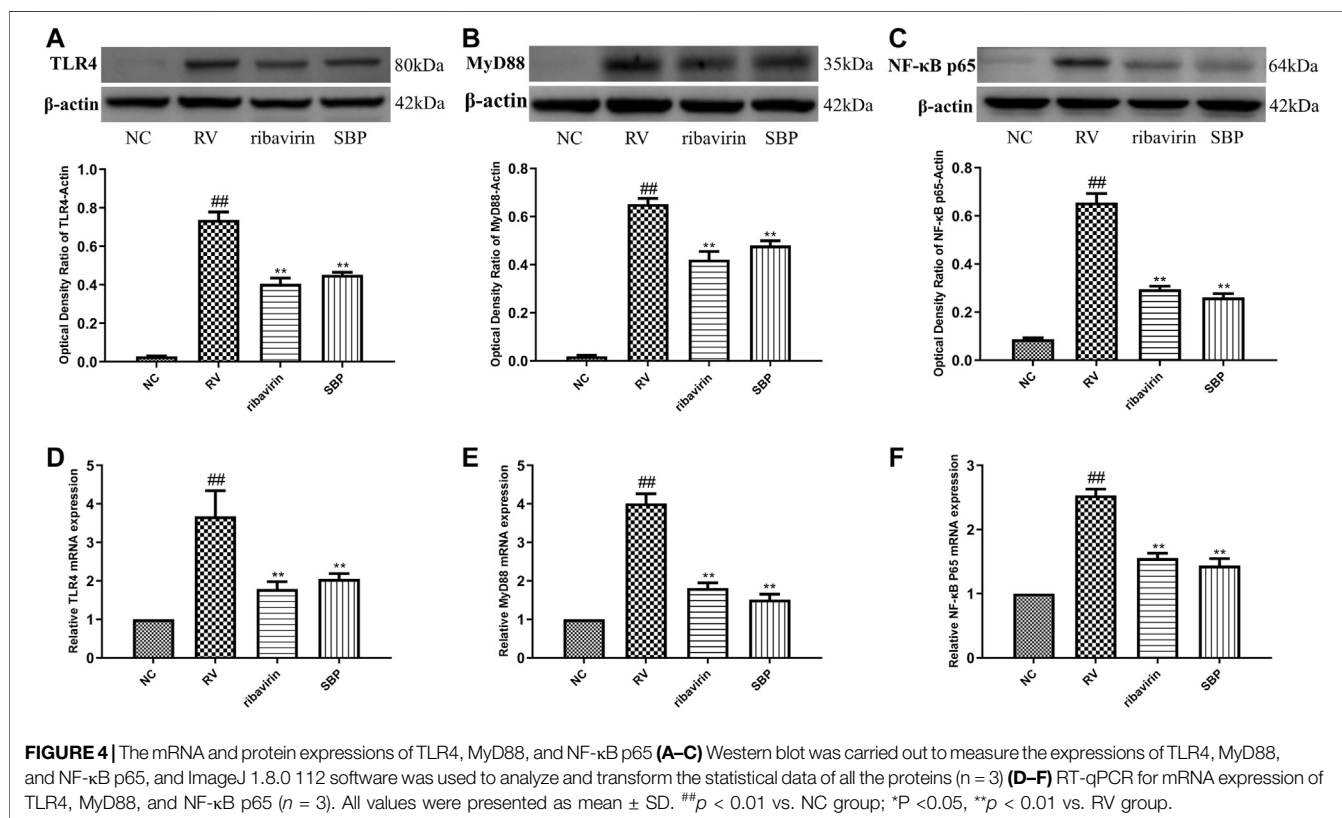 A
TLR4
80kDa
β-actin
42kDa
NC RV ribavirin SBP
Optical Density Ratio of TLR4-Actin
1.0
0.8
0.6
0.4
0.2
0.0
##
**
**
NC
RV
ribavirin
SBP
B
MyD88
35kDa
β-actin
42kDa
NC RV ribavirin SBP
Optical Density Ratio of MyD88-Actin
0.8
0.6
0.4
0.2
0.0
##
**
**
NC
RV
ribavirin
SBP
C
NF-κB p65
64kDa
β-actin
42kDa
NC RV ribavirin SBP
Optical Density Ratio of NF-κB p65-Actin
0.8
0.6
0.4
0.2
0.0
##
**
**
NC
RV
ribavirin
SBP
D
Relative TLR4 mRNA expression
5
4
3
2
1
0
##
**
**
NC
RV
ribavirin
SBP
E
Relative MyD88 mRNA expression
5
4
3
2
1
0
##
**
**
NC
RV
ribavirin
SBP
F
Relative NF-κB P65 mRNA expression
3
2
1
0
##
**
**
NC
RV
ribavirin
SBP
FIGURE 4 | The mRNA and protein expressions of TLR4, MyD88, and NF-κB p65 (A–C) Western blot was carried out to measure the expressions of TLR4, MyD88,
and NF-κB p65, and ImageJ 1.8.0 112 software was used to analyze and transform the statistical data of all the proteins (n = 3) (D–F) RT-qPCR for mRNA expression of
TLR4, MyD88, and NF-κB p65 (n = 3). All values were presented as mean ± SD. ##p < 0.01 vs. NC group; *P <0.05, **p < 0.01 vs. RV group.